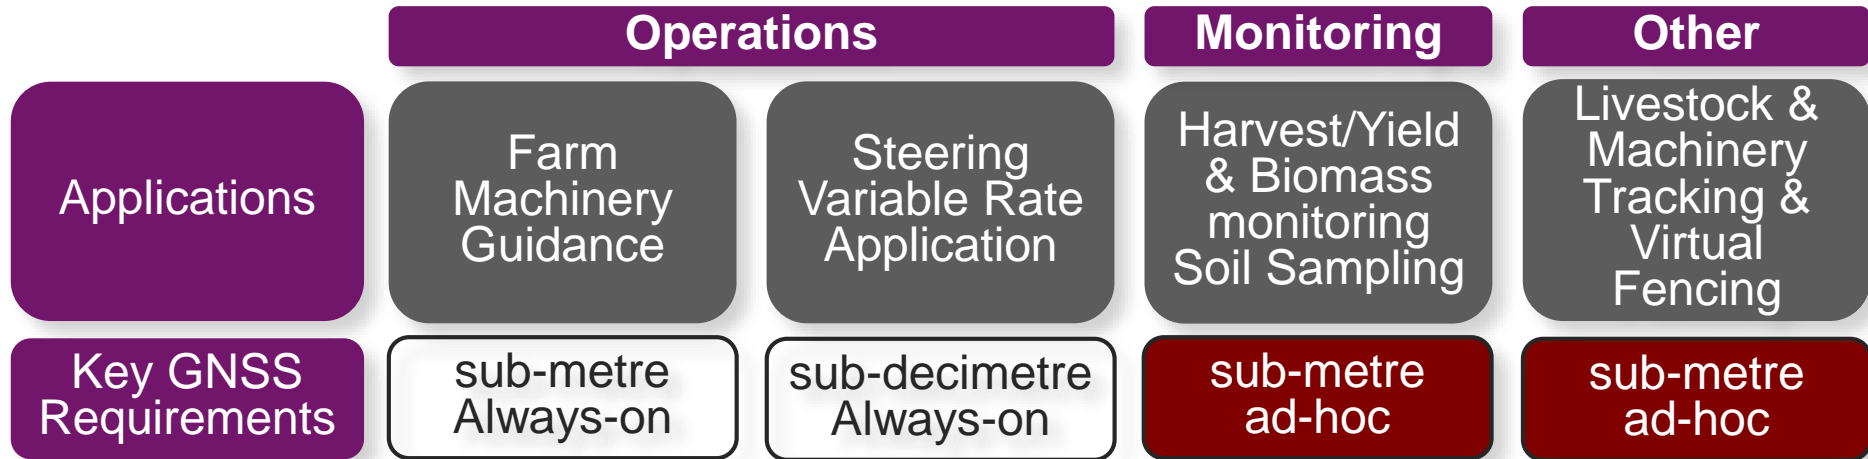 Operations
Monitoring
Other
Applications
Farm
Machinery
Guidance
Steering
Variable Rate
Application
Harvest/Yield
& Biomass
monitoring
Soil Sampling
Livestock &
Machinery
Tracking &
Virtual
Fencing
Key GNSS
Requirements
sub-metre
Always-on
sub-decimetre
Always-on
sub-metre
ad-hoc
sub-metre
ad-hoc